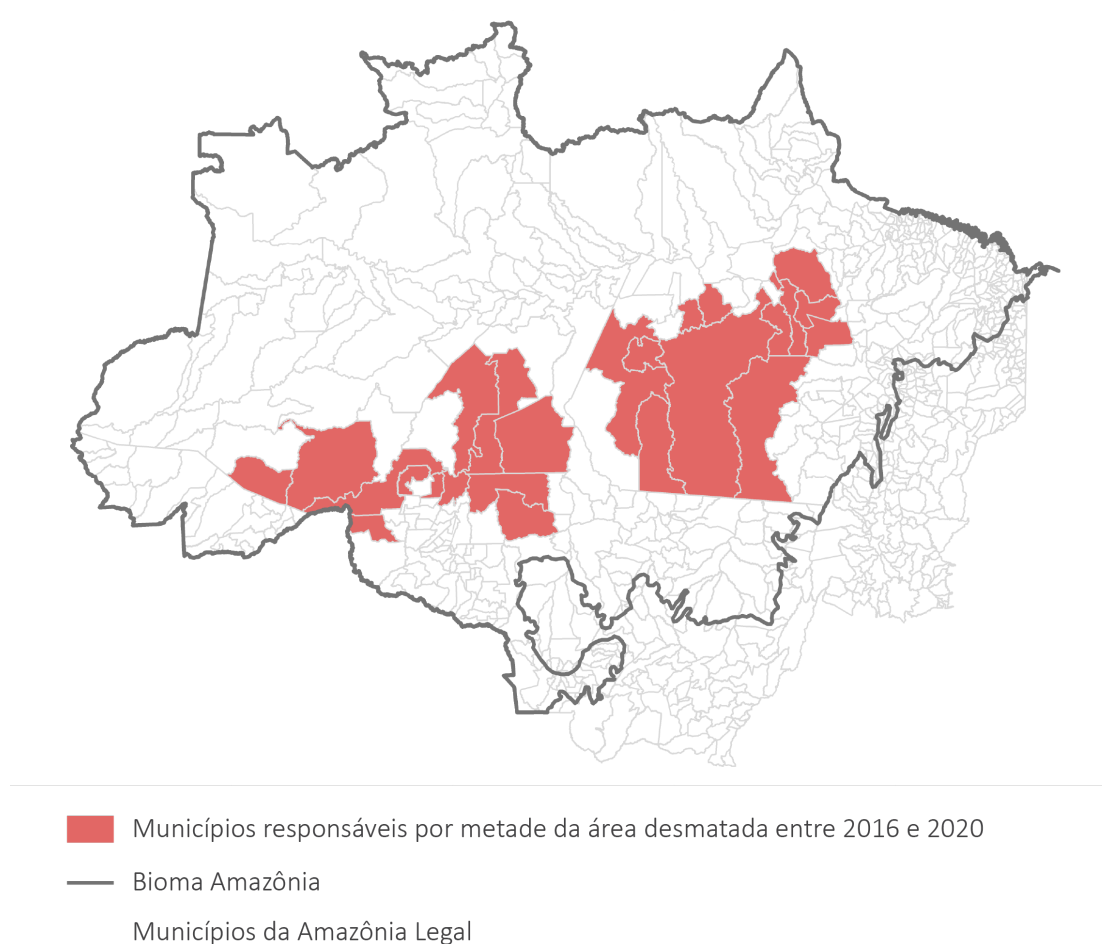 Municípios responsáveis por metade da área desmatada entre 2016 e 2020
Bioma Amazônia
Municípios da Amazônia Legal